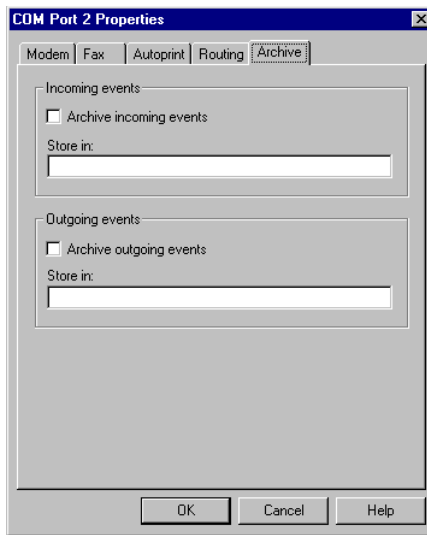 COM Port 2 Properties
Modem Fax Autoprint Routing Archive
Incoming events
Archive incoming events
Store in:
Outgoing events
Archive outgoing events
Store in:
OK Cancel Help